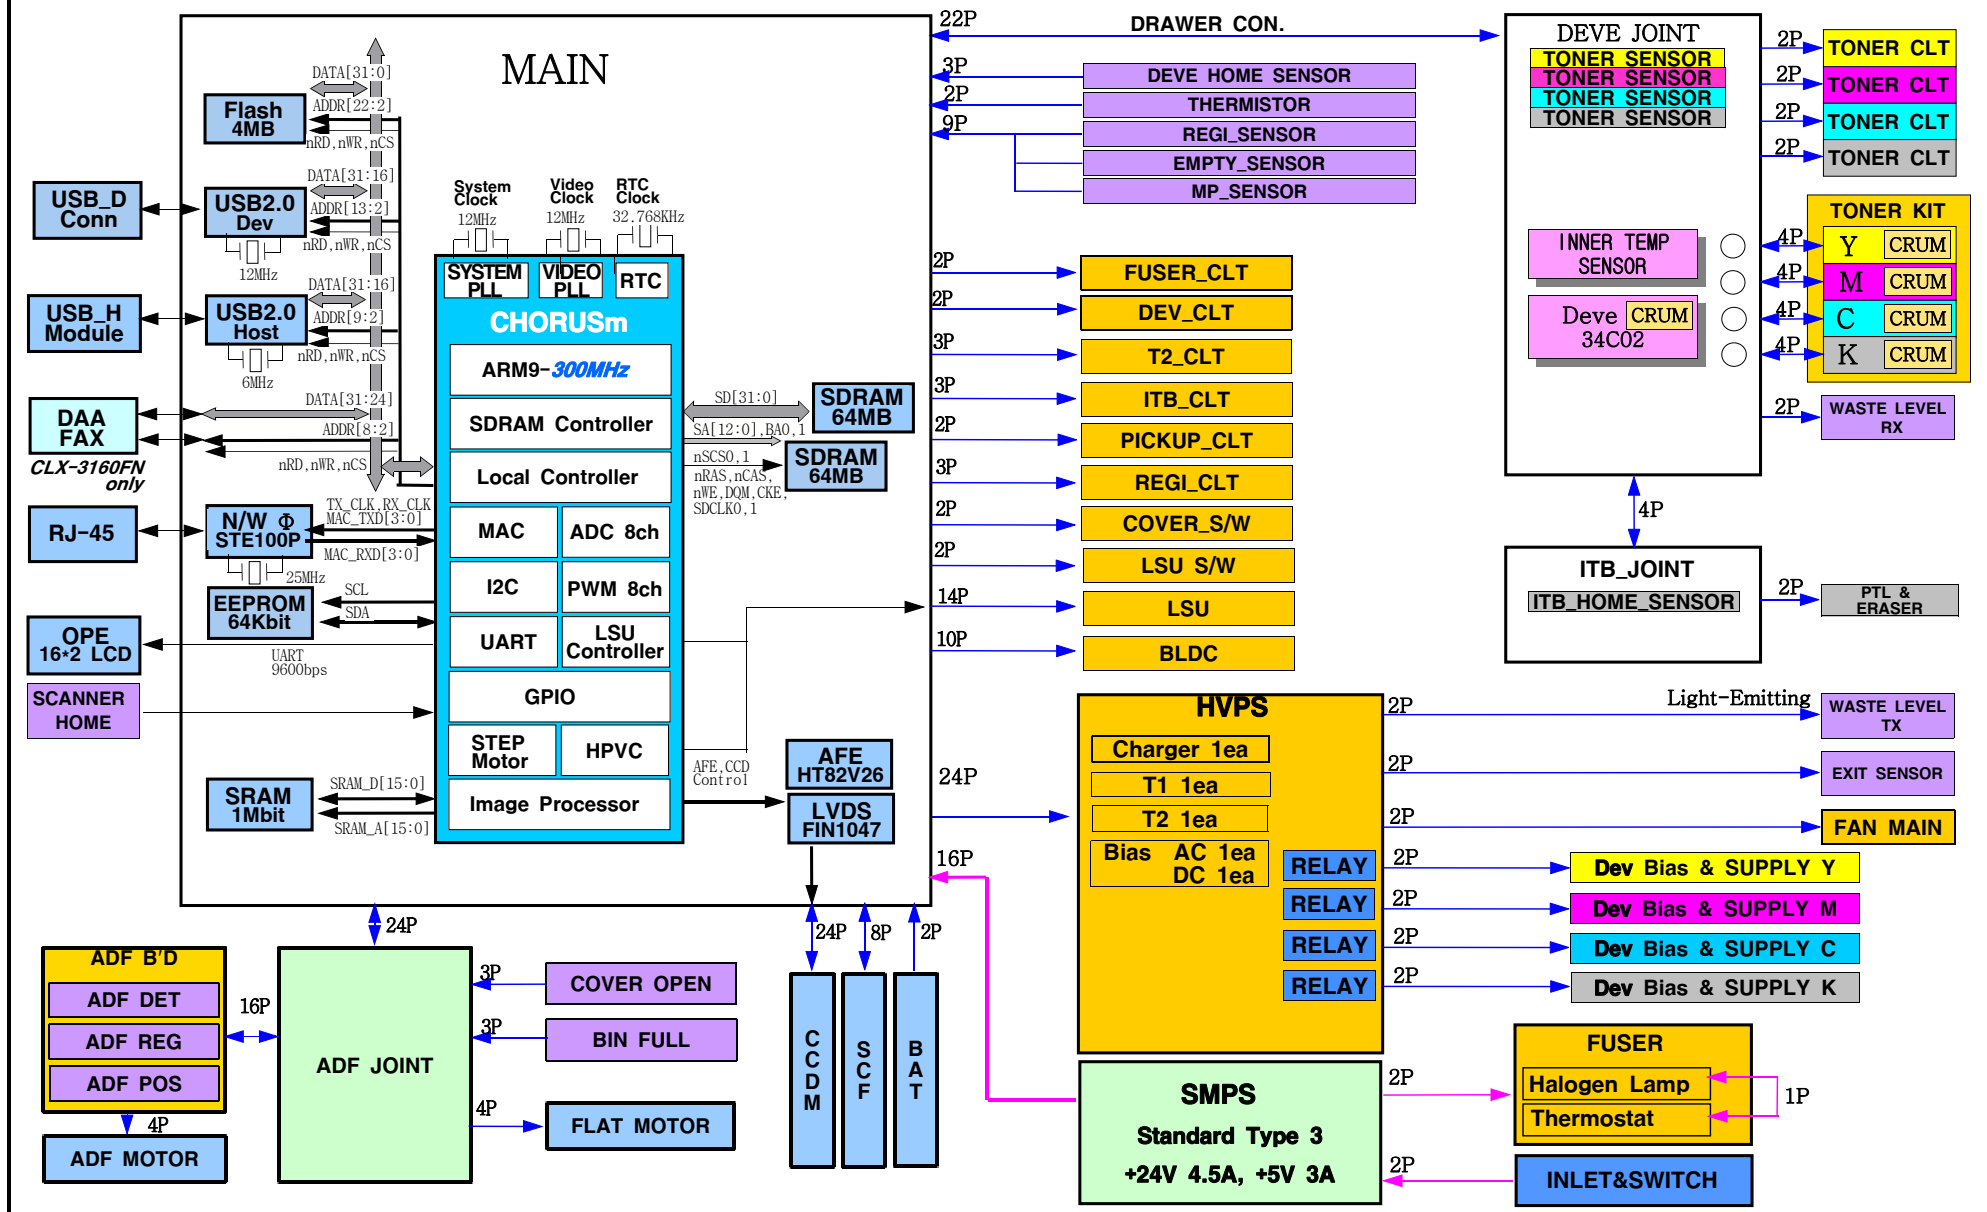 MAIN
DATA[31:0]
Flash
4MB
ADDR[22:2]
nRD,nWR,nCS
USB_D
Conn
USB2.0
Dev
DATA[31:16]
ADDR[13:2]
nRD,nWR,nCS
12MHz
USB_H
Module
USB2.0
Host
DATA[31:16]
ADDR[9:2]
nRD,nWR,nCS
6MHz
DAA
FAX
CLX-3160FN
only
DATA[31:24]
ADDR[8:2]
nRD,nWR,nCS
RJ-45
N/W Φ
STE100P
TX_CLK,RX_CLK
MAC_TXD[3:0]
MAC_RXD[3:0]
25MHz
EEPROM
64Kbit
SCL
SDA
OPE
16*2 LCD
UART
9600bps
SCANNER
HOME
SRAM
1Mbit
SRAM_D[15:0]
SRAM_A[15:0]
System
Clock
12MHz
Video
Clock
12MHz
RTC
Clock
32.768KHz
SYSTEM
PLL
VIDEO
PLL
RTC
CHORUSm
ARM9-300MHz
SDRAM Controller
Local Controller
MAC
ADC 8ch
I2C
PWM 8ch
UART
LSU
Controller
GPIO
STEP
Motor
HPVC
Image Processor
SD[31:0]
SA[12:0],BA0,1
nSCS0,1
nRAS,nCAS,
nWE,DQM,CKE,
SDCLK0,1
SDRAM
64MB
SDRAM
64MB
AFE,CCD
Control
AFE
HT82V26
LVDS
FIN1047
22P
DRAWER CON.
3P
DEVE HOME SENSOR
2P
THERMISTOR
9P
REGI_SENSOR
EMPTY_SENSOR
MP_SENSOR
2P
FUSER_CLT
2P
DEV_CLT
3P
T2_CLT
3P
ITB_CLT
2P
PICKUP_CLT
3P
REGI_CLT
2P
COVER_S/W
2P
LSU S/W
14P
LSU
10P
BLDC
24P
16P
DEVE JOINT
TONER SENSOR
TONER SENSOR
TONER SENSOR
TONER SENSOR
INNER TEMP
SENSOR
Deve CRUM
34C02
2P
TONER CLT
2P
TONER CLT
2P
TONER CLT
2P
TONER CLT
TONER KIT
4P
Y CRUM
4P
M CRUM
4P
C CRUM
4P
K CRUM
2P
WASTE LEVEL
RX
4P
ITB_JOINT
ITB_HOME_SENSOR
2P
PTL &
ERASER
HVPS
Charger 1ea
T1 1ea
T2 1ea
Bias AC 1ea
DC 1ea
RELAY
RELAY
RELAY
RELAY
2P
Light-Emitting
WASTE LEVEL
TX
2P
EXIT SENSOR
2P
FAN MAIN
2P
Dev Bias & SUPPLY Y
2P
Dev Bias & SUPPLY M
2P
Dev Bias & SUPPLY C
2P
Dev Bias & SUPPLY K
SMPS
Standard Type 3
+24V 4.5A, +5V 3A
2P
FUSER
Halogen Lamp
Thermostat
1P
2P
INLET&SWITCH
24P
ADF B'D
ADF DET
ADF REG
ADF POS
16P
4P
ADF MOTOR
ADF JOINT
3P
COVER OPEN
3P
BIN FULL
4P
FLAT MOTOR
24P
CCDM
8P
SCF
2P
BAT